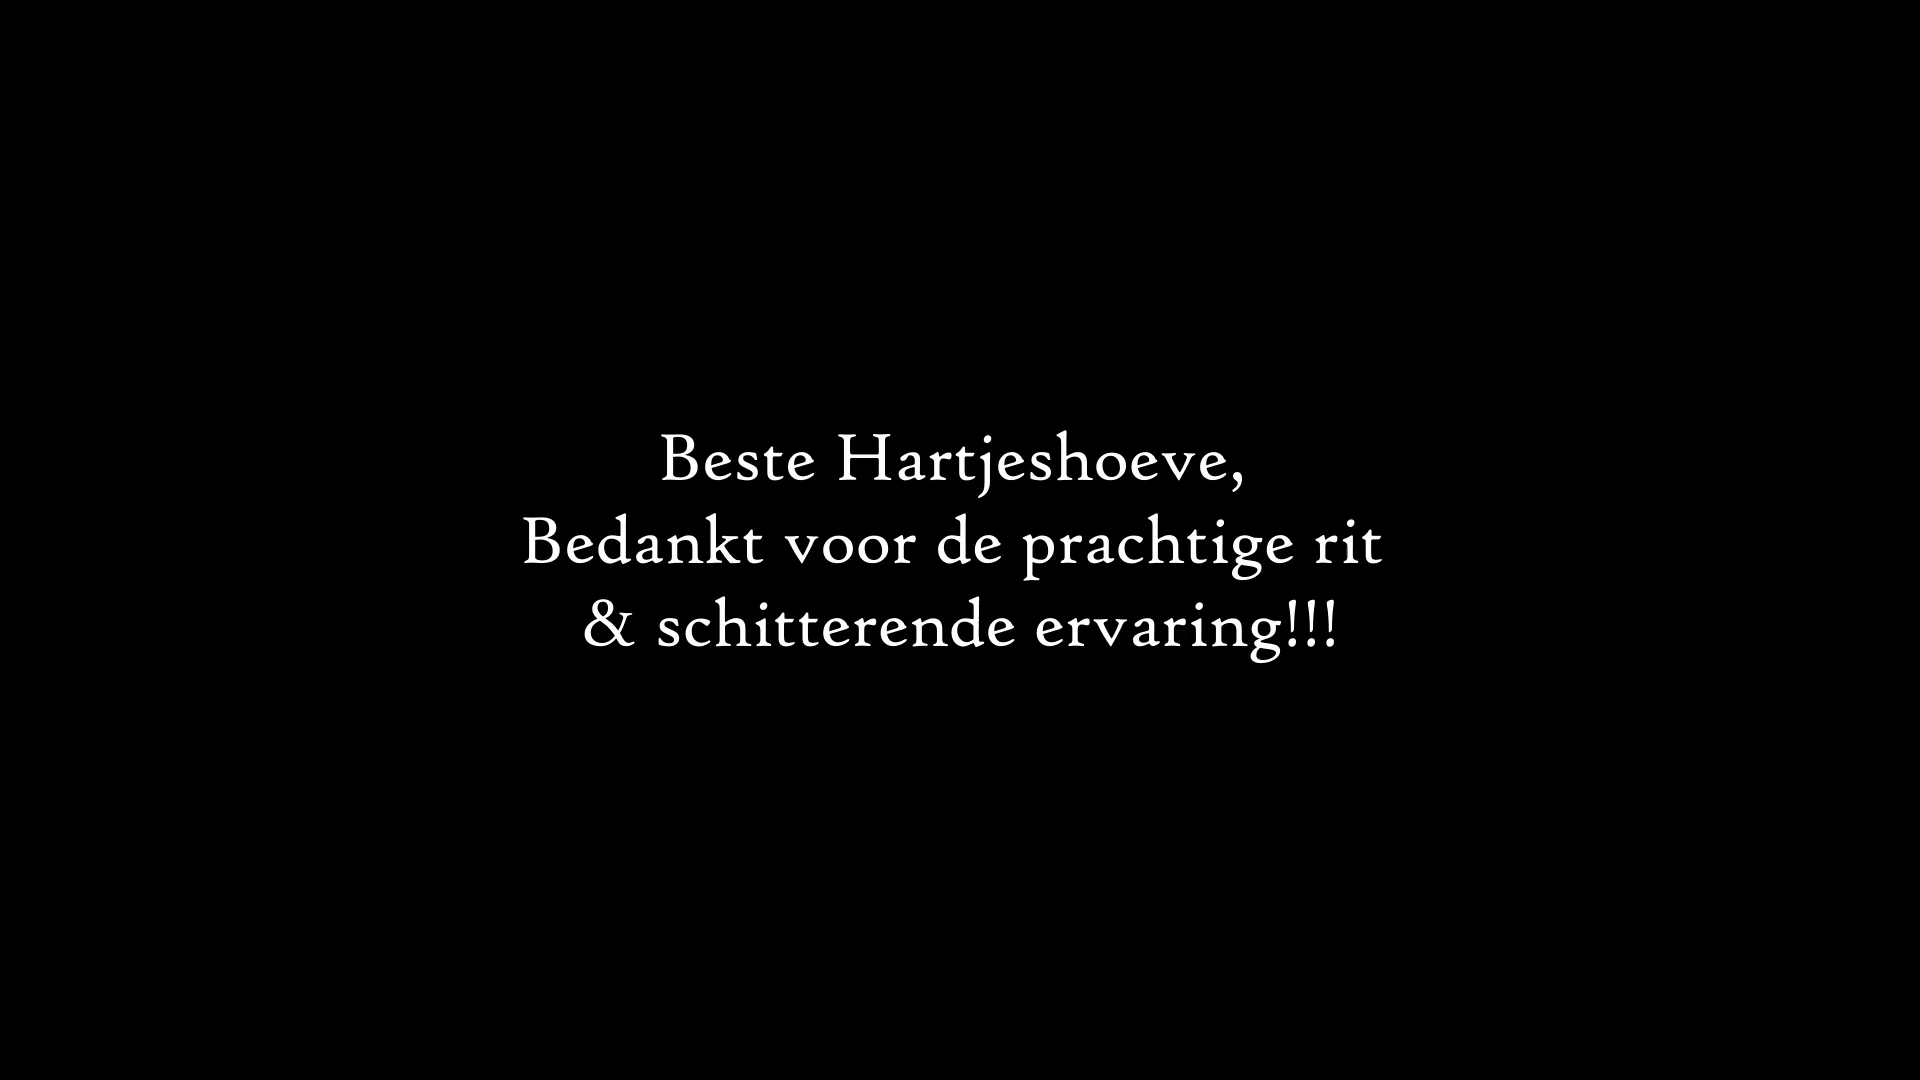 Beste Hartjeshoeve,
Bedankt voor de prachtige rit
& schitterende ervaring!!!